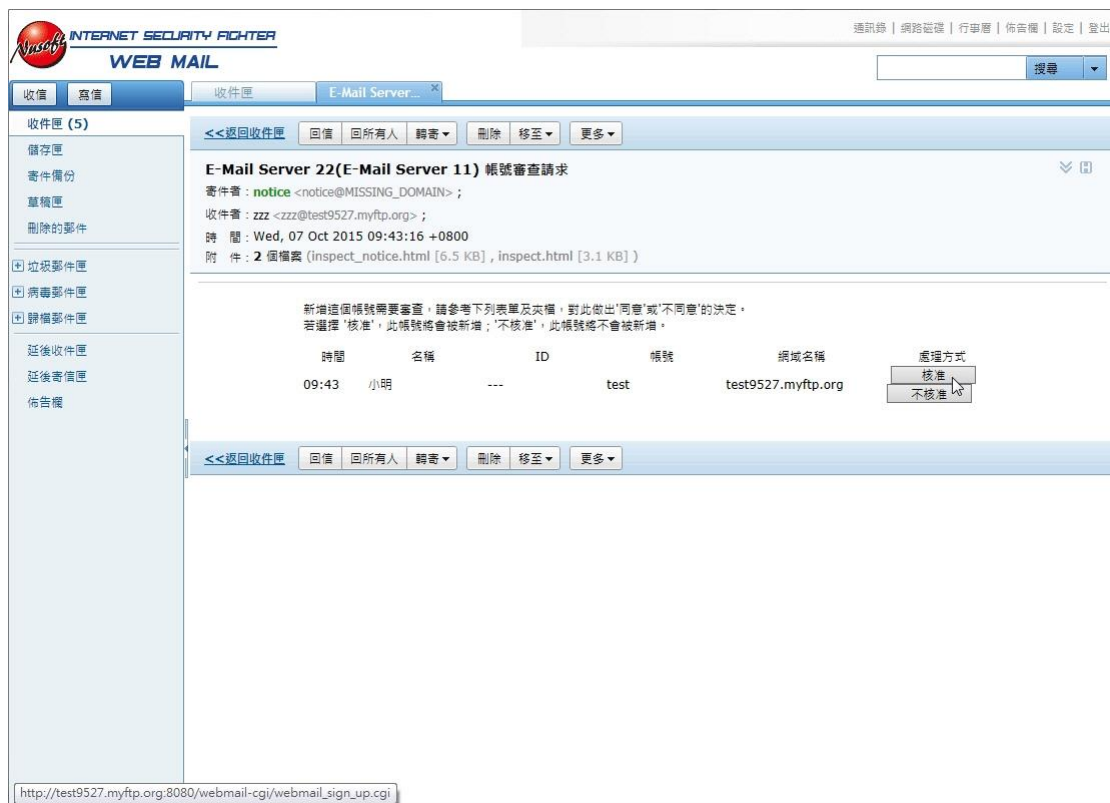 Nusoft INTERNET SECURITY FIGHTER
WEB MAIL
通訊錄 | 網路磁碟 | 行事曆 | 佈告欄 | 設定 | 登出
搜尋
收信 寫信
收件匣 E-Mail Server...
收件匣 (5)
儲存匣
寄件備份
草稿匣
刪除的郵件
垃圾郵件匣
病毒郵件匣
歸檔郵件匣
延後收件匣
延後寄信匣
佈告欄
<<返回收件匣 回信 回所有人 轉寄 刪除 移至 更多
E-Mail Server 22(E-Mail Server 11) 帳號審查請求
寄件者 : notice <notice@MISSING_DOMAIN> ;
收件者 : zzz <zzz@test9527.myftp.org> ;
時 間 : Wed, 07 Oct 2015 09:43:16 +0800
附 件 : 2 個檔案 (inspect_notice.html [6.5 KB] , inspect.html [3.1 KB] )
新增這個帳號需要審查，請參考下列表單及夾檔，對此做出'同意'或'不同意'的決定。
若選擇 '核准'，此帳號將會被新增；'不核准'，此帳號將不會被新增。
時間 名稱 ID 帳號 網域名稱 處理方式
09:43 小明 --- test test9527.myftp.org 核准
不核准
<<返回收件匣 回信 回所有人 轉寄 刪除 移至 更多
http://test9527.myftp.org:8080/webmail-cgi/webmail_sign_up.cgi